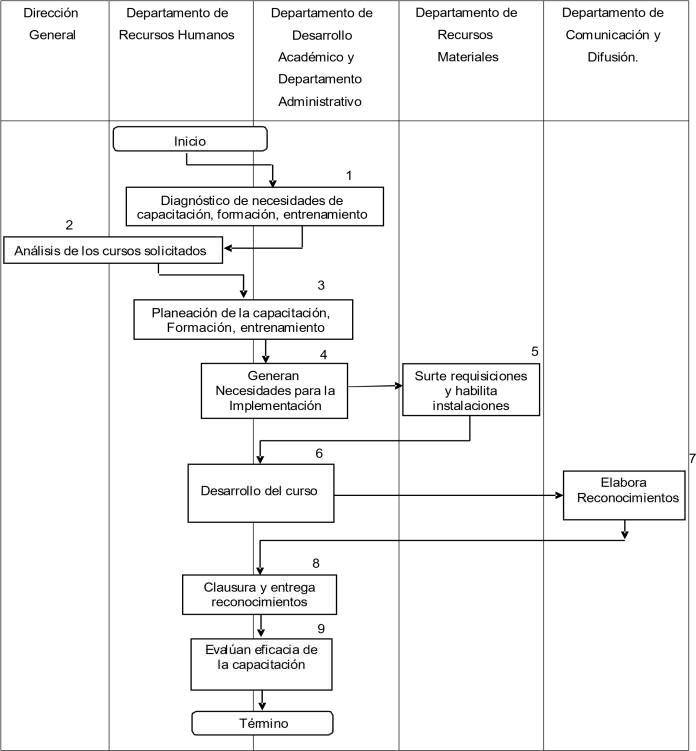 Dirección
General
Departamento de
Recursos Humanos
Departamento de
Desarrollo
Académico y
Departamento
Administrativo
Departamento de
Recursos
Materiales
Departamento de
Comunicación y
Difusión.
Inicio
1
Diagnóstico de necesidades de
capacitación, formación, entrenamiento
2
Análisis de los cursos solicitados
3
Planeación de la capacitación,
Formación, entrenamiento
4
Generan
Necesidades para la
Implementación
5
Surte requisiciones
y habilita
instalaciones
6
Desarrollo del curso
7
Elabora
Reconocimientos
8
Clausura y entrega
reconocimientos
9
Evalúan eficacia de
la capacitación
Término